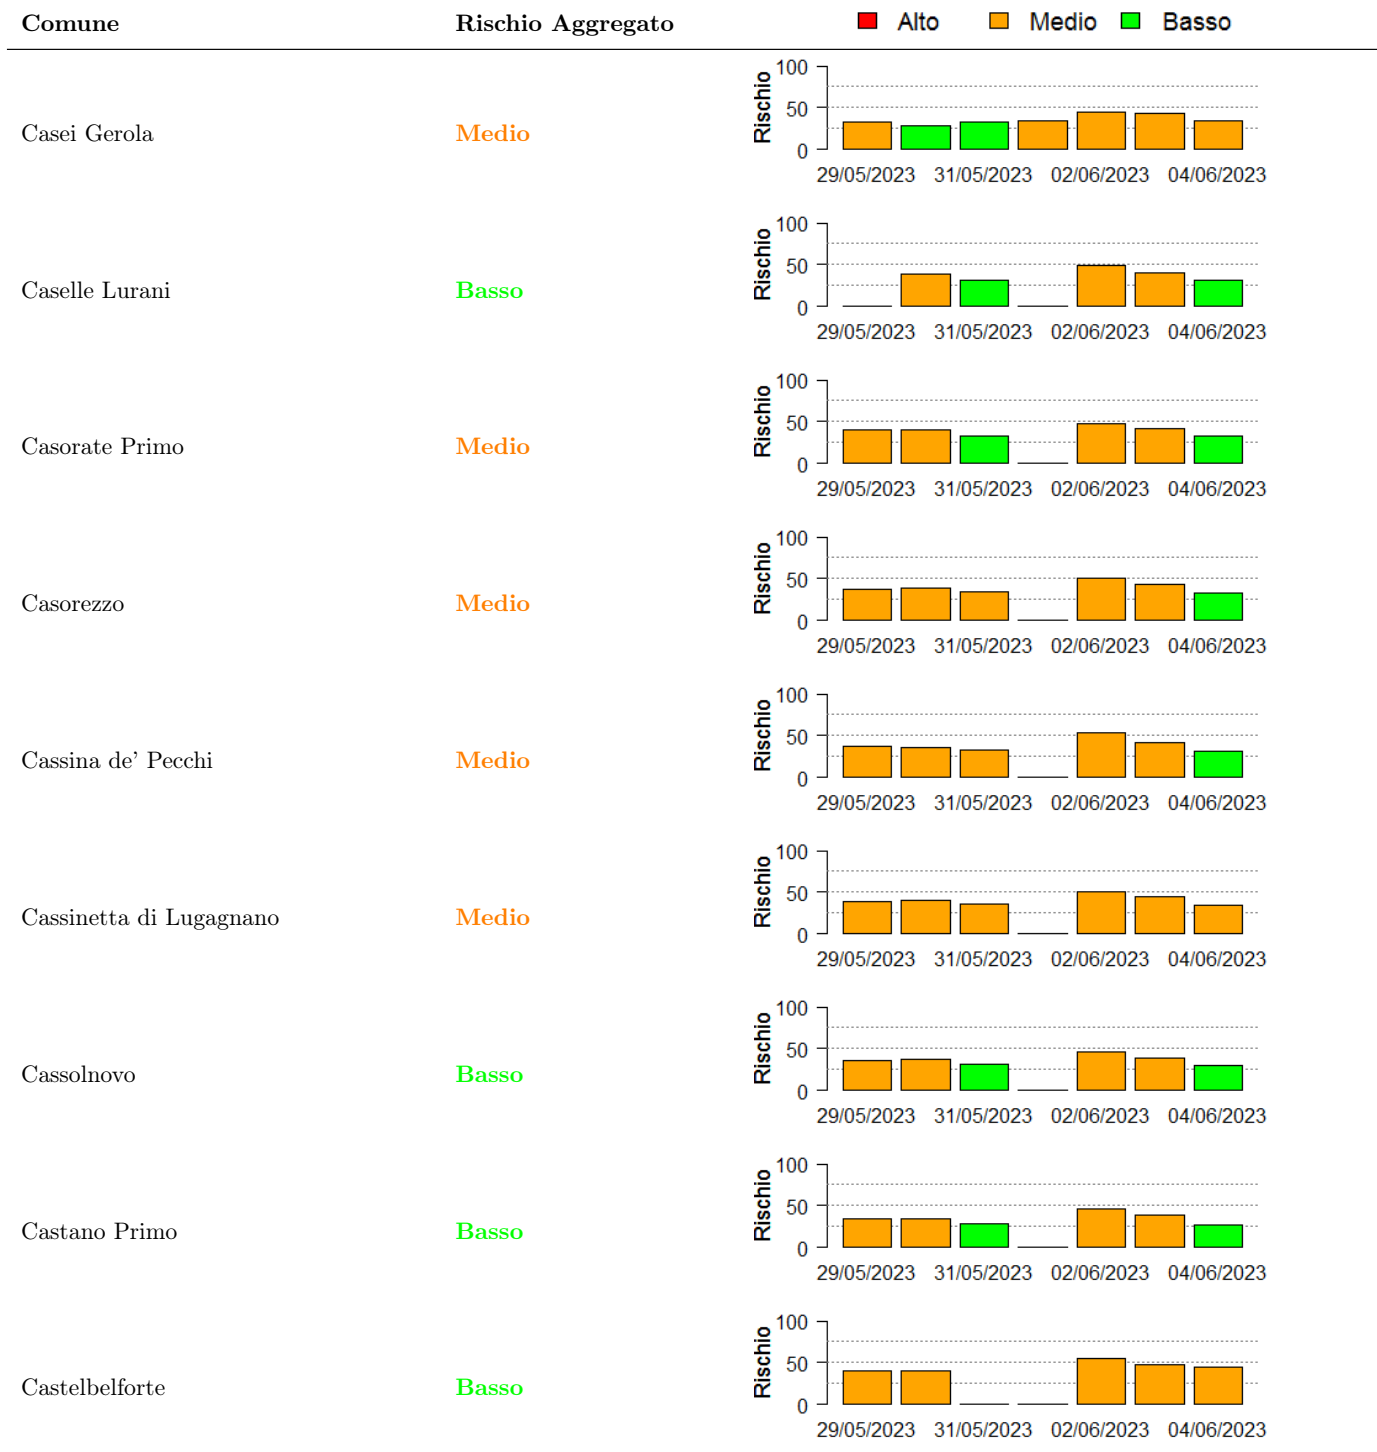 Comune Rischio Aggregato Alto Medio Basso
100
50
0
Rischio
Casei Gerola Medio
29/05/2023 31/05/2023 02/06/2023 04/06/2023
100
50
0
Rischio
Caselle Lurani Basso
29/05/2023 31/05/2023 02/06/2023 04/06/2023
100
50
0
Rischio
Casorate Primo Medio
29/05/2023 31/05/2023 02/06/2023 04/06/2023
100
50
0
Rischio
Casorezzo Medio
29/05/2023 31/05/2023 02/06/2023 04/06/2023
100
50
0
Rischio
Cassina de' Pecchi Medio
29/05/2023 31/05/2023 02/06/2023 04/06/2023
100
50
0
Rischio
Cassinetta di Lugagnano Medio
29/05/2023 31/05/2023 02/06/2023 04/06/2023
100
50
0
Rischio
Cassolnovo Basso
29/05/2023 31/05/2023 02/06/2023 04/06/2023
100
50
0
Rischio
Castano Primo Basso
29/05/2023 31/05/2023 02/06/2023 04/06/2023
100
50
0
Rischio
Castelbelforte Basso
29/05/2023 31/05/2023 02/06/2023 04/06/2023